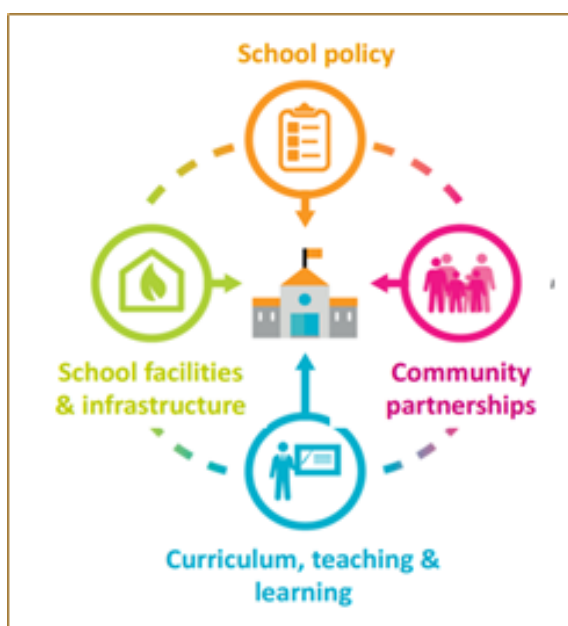 School policy
School facilities
& infrastructure
Community
partnerships
Curriculum, teaching &
learning